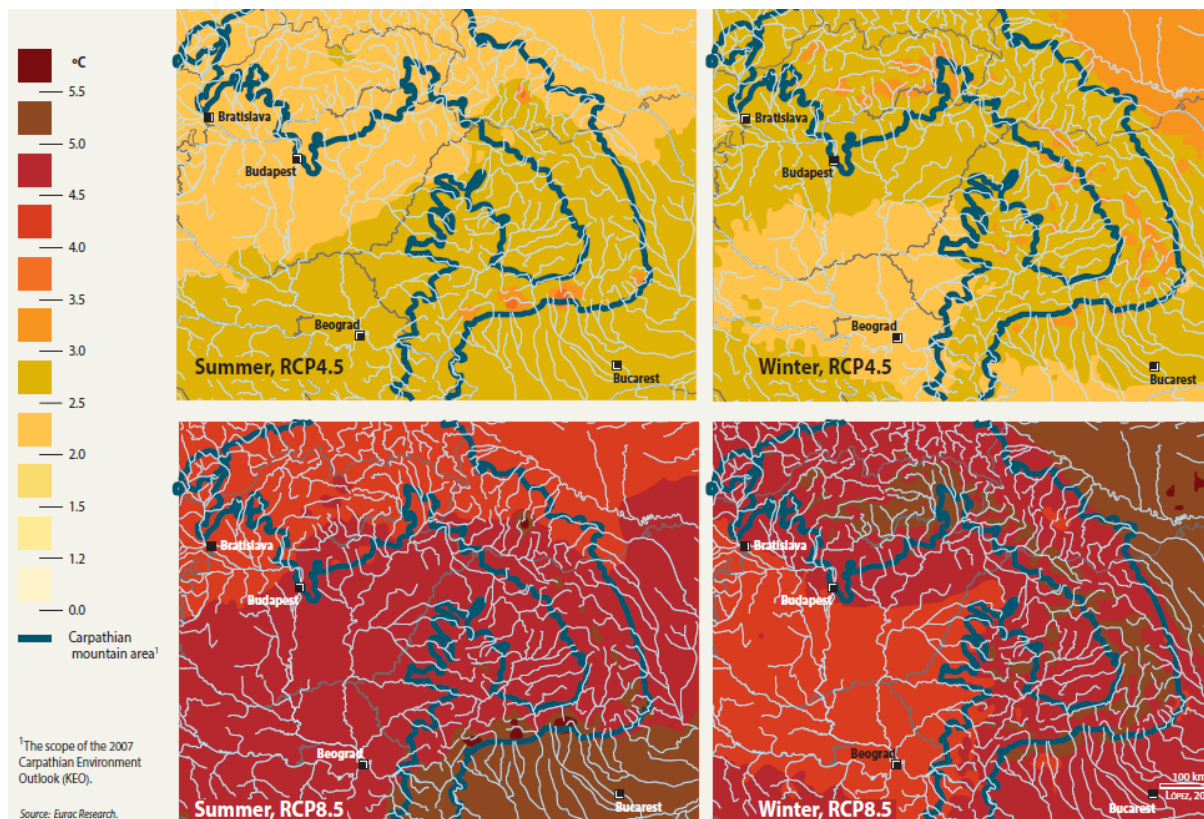 °C
5.5
5.0
4.5
4.0
3.5
3.0
2.5
2.0
1.5
1.2
0.0
Carpathian
mountain area¹
¹The scope of the 2007
Carpathian Environment
Outlook (KEO).
Source: Eurac Research.
Bratislava
Budapest
Beograd
Summer, RCP4.5
Bucarest
Bratislava
Budapest
Beograd
Winter, RCP4.5
Bucarest
Bratislava
Budapest
Beograd
Summer, RCP8.5
Bucarest
Bratislava
Budapest
Beograd
Winter, RCP8.5
Bucarest
100 km
López, 20